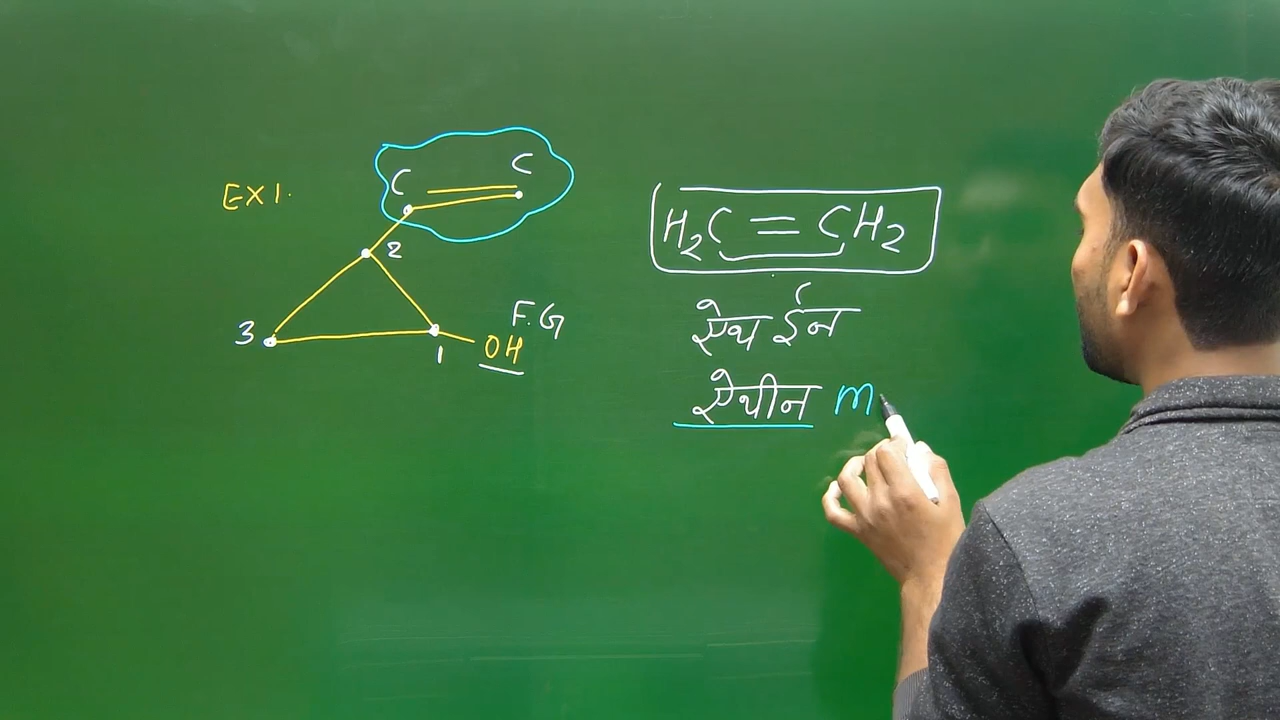 EX1.
C = C
2
3
1
OH
F.G
H₂C = CH₂
ऐथ ईन
ऐथीन m